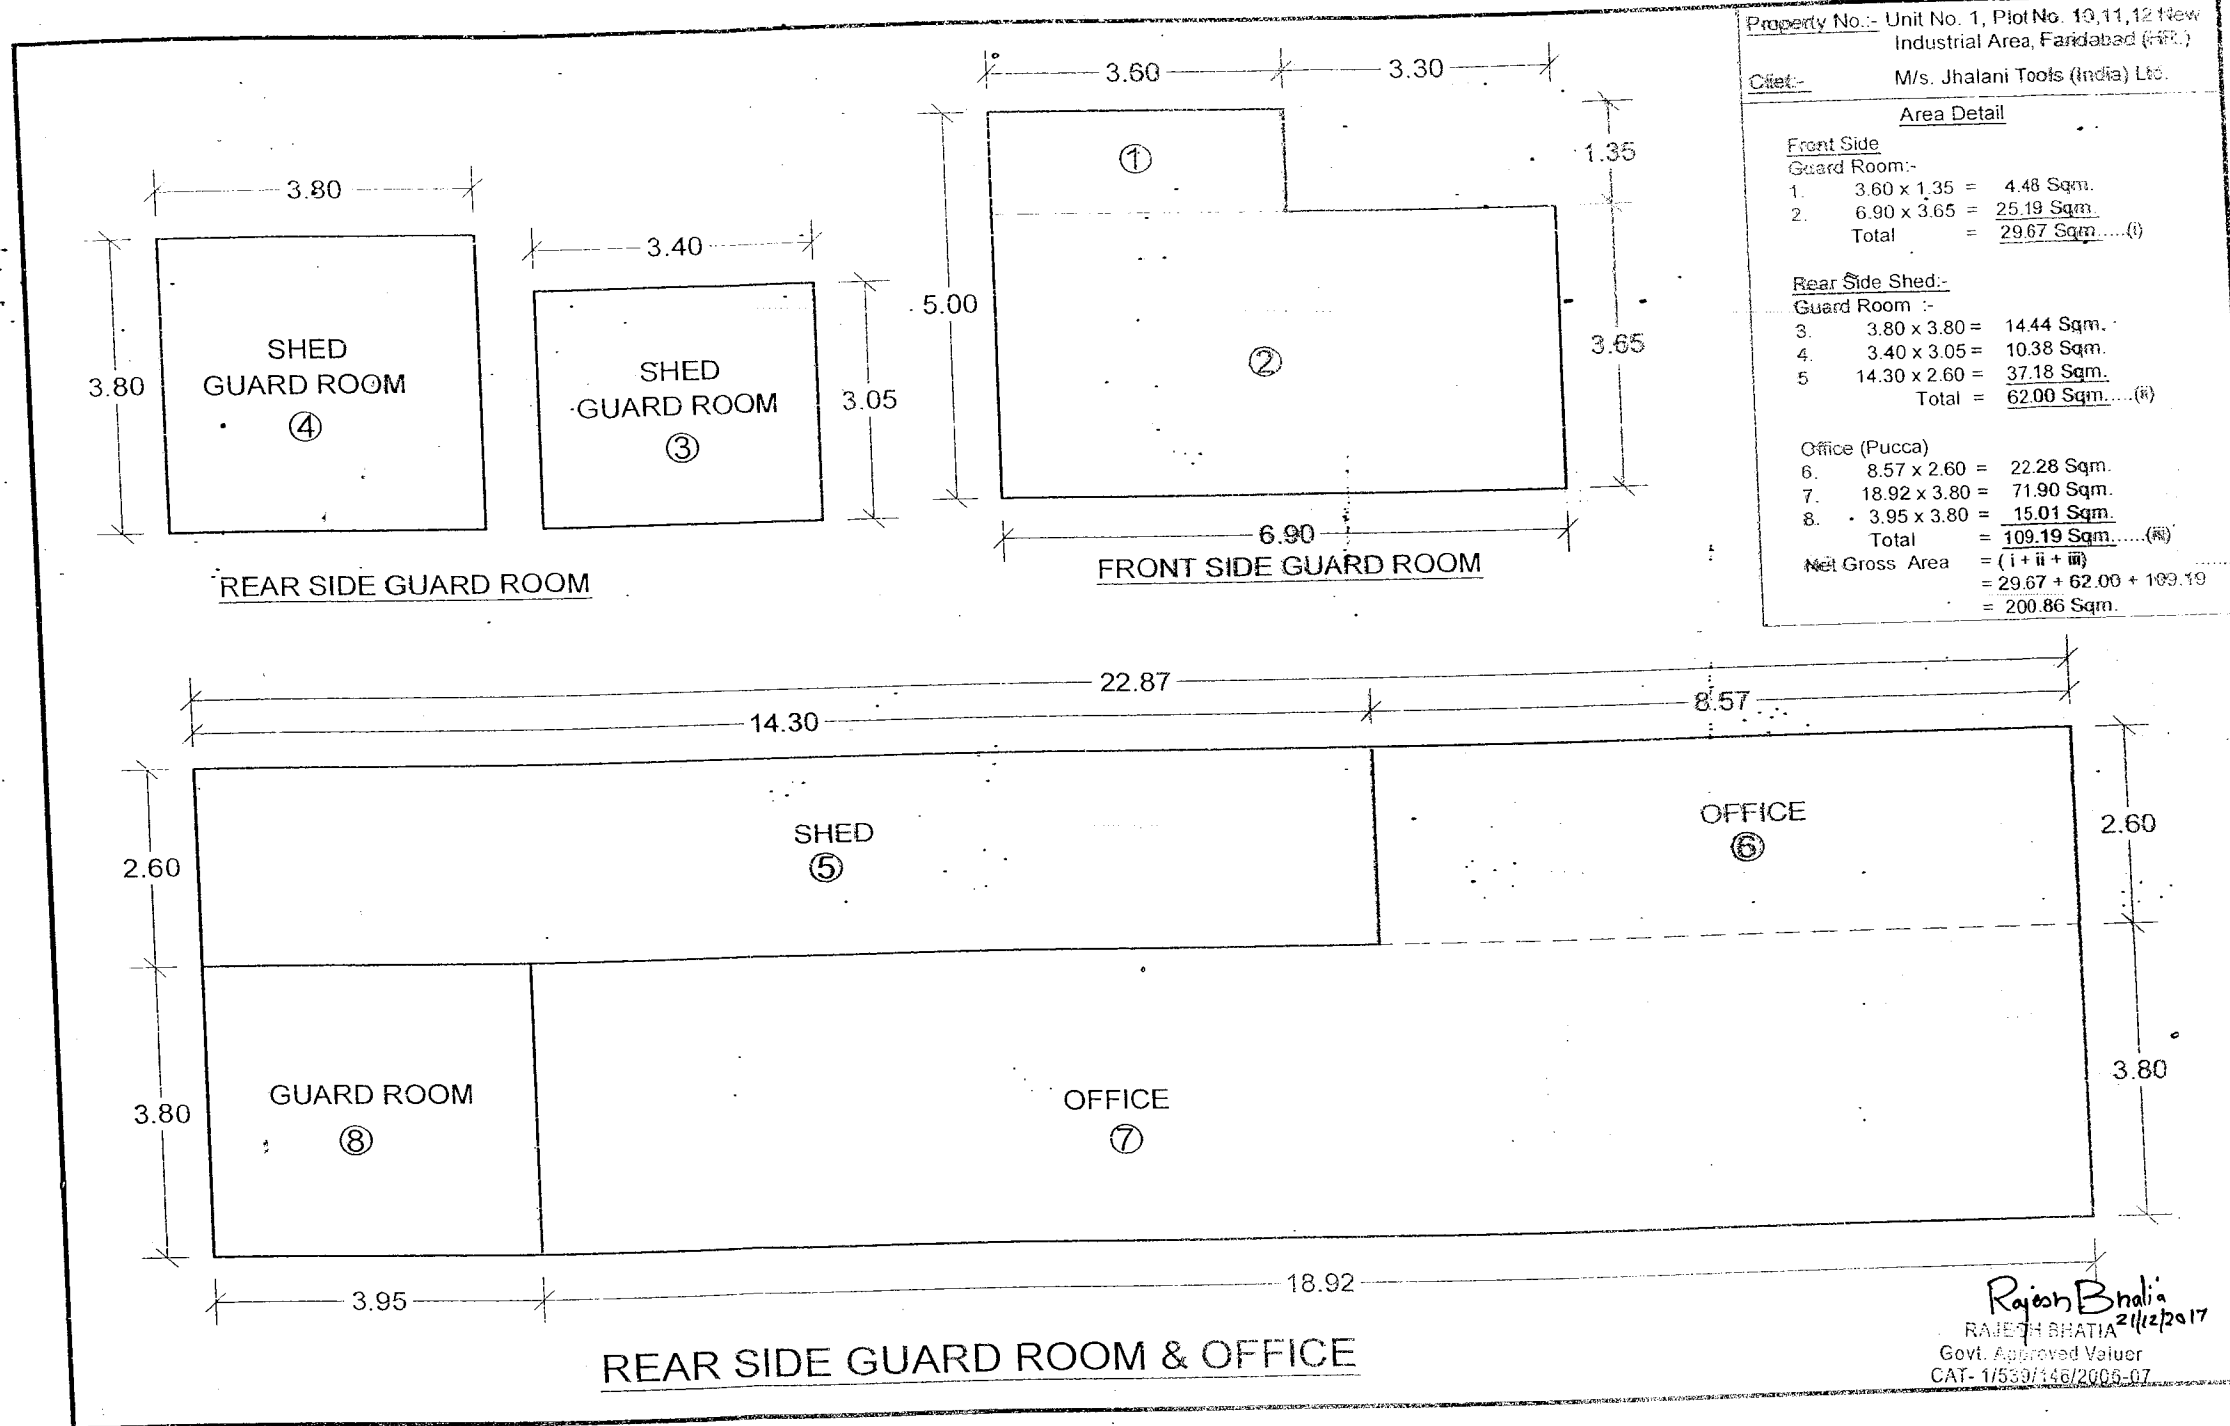 Property No.:- Unit No. 1, Plot No. 10,11,12 New
Industrial Area, Faridabad (HR.)
Cliet:- M/s. Jhalani Tools (India) Ltd.
Area Detail
Front Side
Guard Room:-
1. 3.60 x 1.35 = 4.48 Sqm.
2. 6.90 x 3.65 = 25.19 Sqm.
Total = 29.67 Sqm.....(i)
Rear Side Shed:-
Guard Room :-
3. 3.80 x 3.80 = 14.44 Sqm.
4. 3.40 x 3.05 = 10.38 Sqm.
5 14.30 x 2.60 = 37.18 Sqm.
Total = 62.00 Sqm.....(ii)
Office (Pucca)
6. 8.57 x 2.60 = 22.28 Sqm.
7. 18.92 x 3.80 = 71.90 Sqm.
8. 3.95 x 3.80 = 15.01 Sqm.
Total = 109.19 Sqm......(iii)
Net Gross Area = ( i + ii + iii)
= 29.67 + 62.00 + 109.19
= 200.86 Sqm.
3.80
3.80
SHED
GUARD ROOM
4
3.40
SHED
GUARD ROOM
3
3.05
REAR SIDE GUARD ROOM
3.60
3.30
1
1.35
5.00
2
3.65
6.90
FRONT SIDE GUARD ROOM
22.87
14.30
8.57
2.60
SHED
5
OFFICE
6
2.60
3.80
GUARD ROOM
8
OFFICE
7
3.80
3.95
18.92
REAR SIDE GUARD ROOM & OFFICE
Rajesh Bhatia
21/12/2017
RAJESH BHATIA
Govt. Approved Valuer
CAT- 1/539/146/2006-07